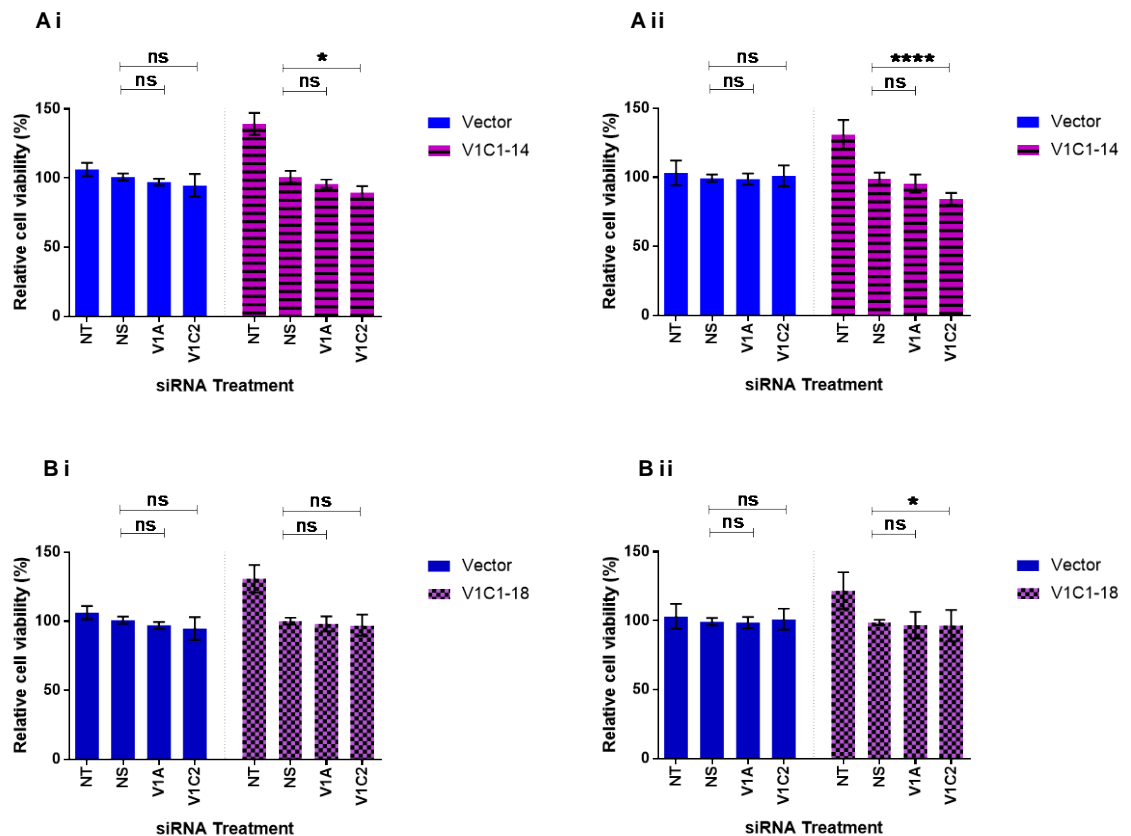 A i
ns
*
ns
ns
150
100
50
0
Relative cell viability (%)
NT
NS
V1A
V1C2
NT
NS
V1A
V1C2
siRNA Treatment
Vector
V1C1-14
A ii
ns
****
ns
ns
150
100
50
0
Relative cell viability (%)
NT
NS
V1A
V1C2
NT
NS
V1A
V1C2
siRNA Treatment
Vector
V1C1-14
B i
ns
ns
ns
ns
150
100
50
0
Relative cell viability (%)
NT
NS
V1A
V1C2
NT
NS
V1A
V1C2
siRNA Treatment
Vector
V1C1-18
B ii
ns
*
ns
ns
150
100
50
0
Relative cell viability (%)
NT
NS
V1A
V1C2
NT
NS
V1A
V1C2
siRNA Treatment
Vector
V1C1-18